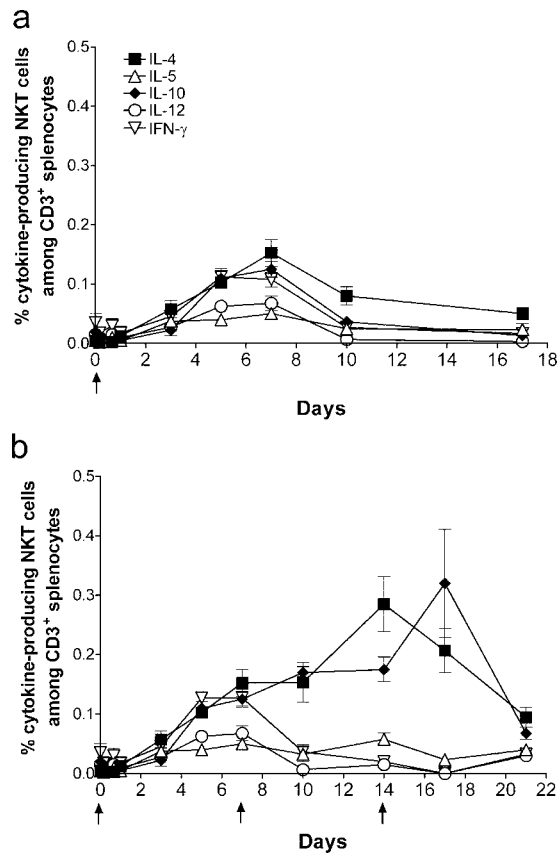 a
% cytokine-producing NKT cells
among CD3⁺ splenocytes
0.5
0.4
0.3
0.2
0.1
0.0
IL-4
IL-5
IL-10
IL-12
IFN-γ
0 2 4 6 8 10 12 14 16 18
Days
b
% cytokine-producing NKT cells
among CD3⁺ splenocytes
0.5
0.4
0.3
0.2
0.1
0.0
0 2 4 6 8 10 12 14 16 18 20 22
Days